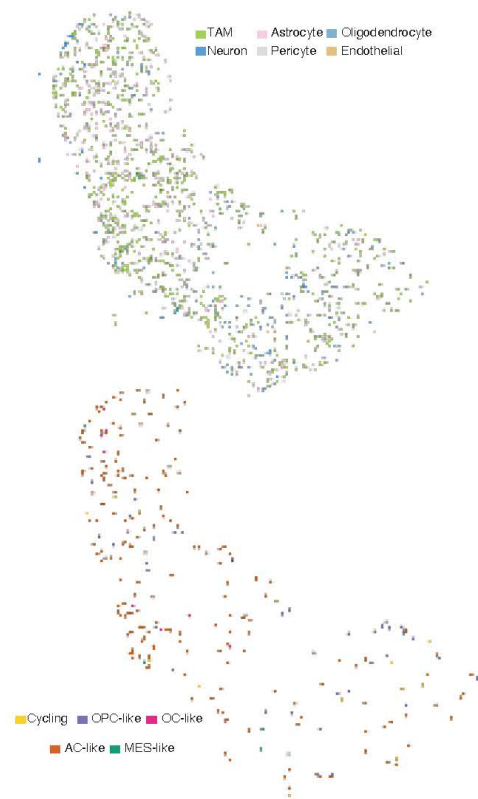 TAM Astrocyte Oligodendrocyte
Neuron Pericyte Endothelial
Cycling OPC-like OC-like
AC-like MES-like